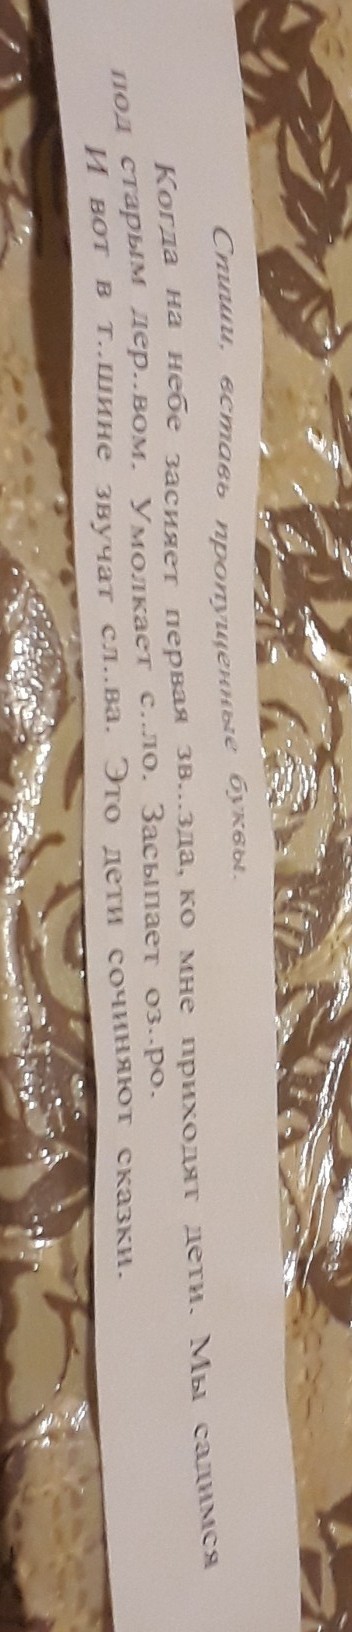 Спиши, вставь пропущенные буквы.
Когда на небе засияет первая зв...зда, ко мне приходят дети. Мы садимся
под старым дер..вом. Умолкает с..ло. Засыпает оз..ро.
И вот в т..шине звучат сл..ва. Это дети сочиняют сказки.